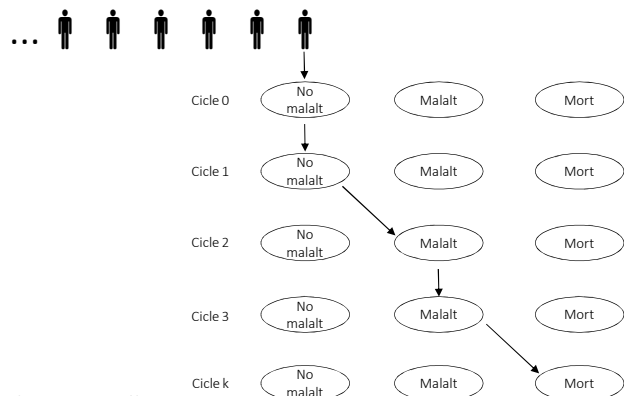 ...
Cicle 0 No malalt Malalt Mort
Cicle 1 No malalt Malalt Mort
Cicle 2 No malalt Malalt Mort
Cicle 3 No malalt Malalt Mort
Cicle k No malalt Malalt Mort